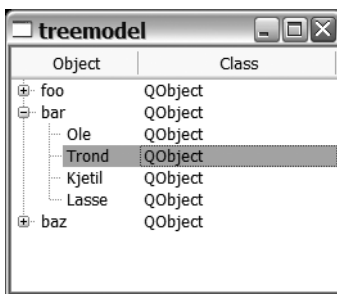 treemodel
Object Class
foo QObject
bar QObject
Ole QObject
Trond QObject
Kjetil QObject
Lasse QObject
baz QObject